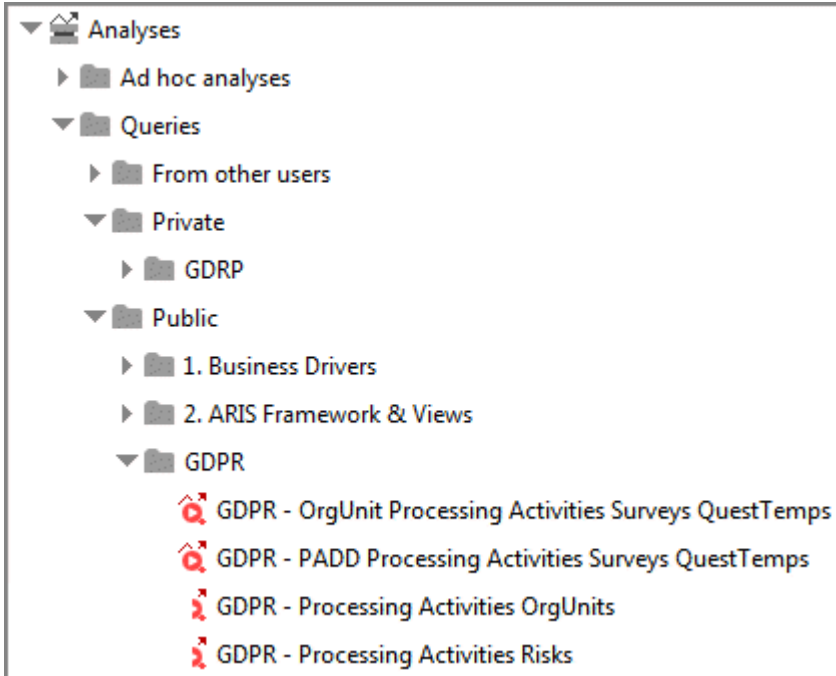 Analyses
Ad hoc analyses
Queries
From other users
Private
GDRP
Public
1. Business Drivers
2. ARIS Framework & Views
GDPR
GDPR - OrgUnit Processing Activities Surveys QuestTemps
GDPR - PADD Processing Activities Surveys QuestTemps
GDPR - Processing Activities OrgUnits
GDPR - Processing Activities Risks